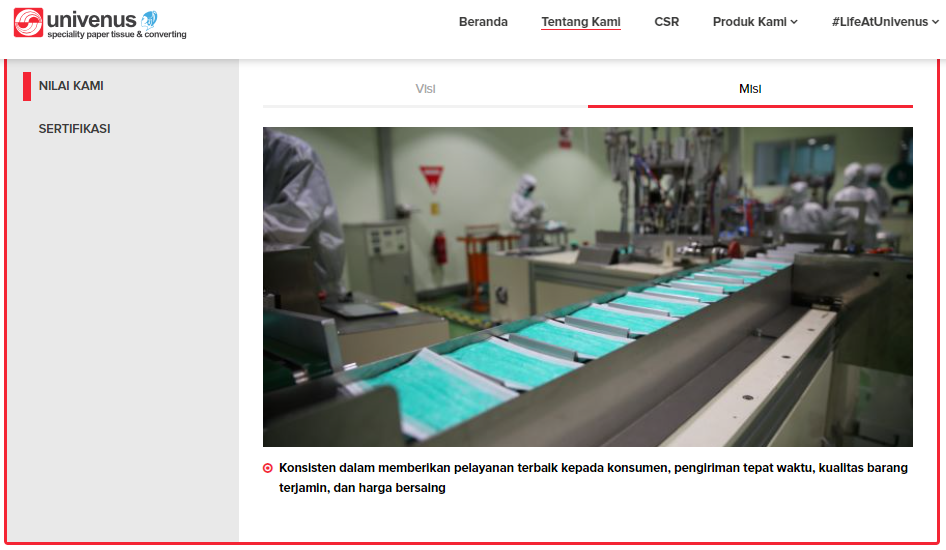 univenus
speciality paper tissue & converting
Beranda
Tentang Kami
CSR
Produk Kami
#LifeAtUnivenus
NILAI KAMI
SERTIFIKASI
Visi
Misi
Konsisten dalam memberikan pelayanan terbaik kepada konsumen, pengiriman tepat waktu, kualitas barang
terjamin, dan harga bersaing